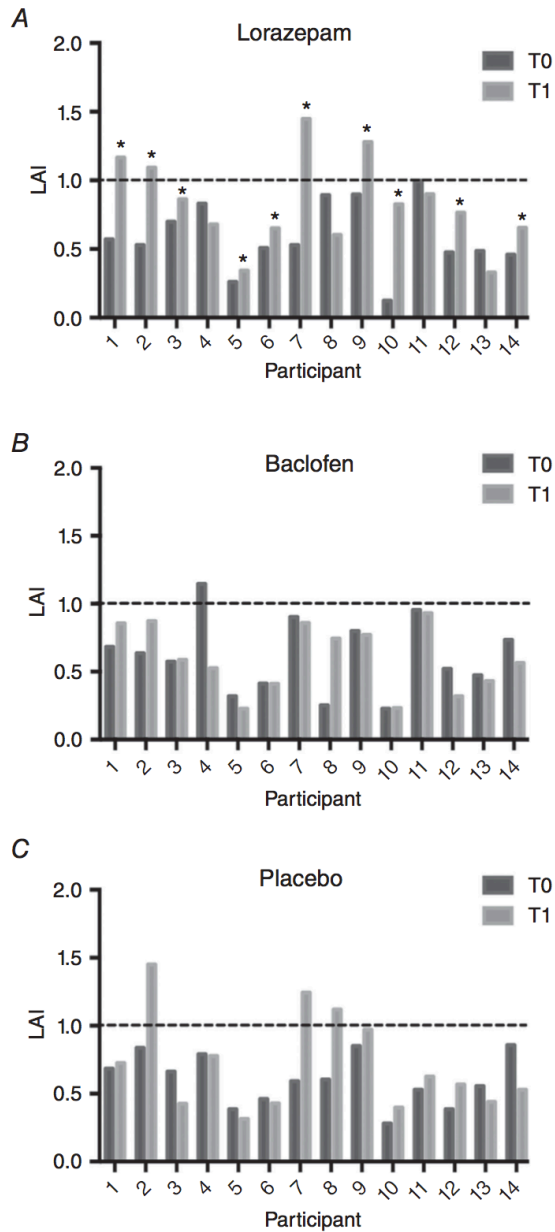 A
Lorazepam
2.0
1.5
1.0
0.5
0.0
LAI
T0
T1
* * * * * * * * * *
1 2 3 4 5 6 7 8 9 10 11 12 13 14
Participant
B
Baclofen
2.0
1.5
1.0
0.5
0.0
LAI
T0
T1
1 2 3 4 5 6 7 8 9 10 11 12 13 14
Participant
C
Placebo
2.0
1.5
1.0
0.5
0.0
LAI
T0
T1
1 2 3 4 5 6 7 8 9 10 11 12 13 14
Participant